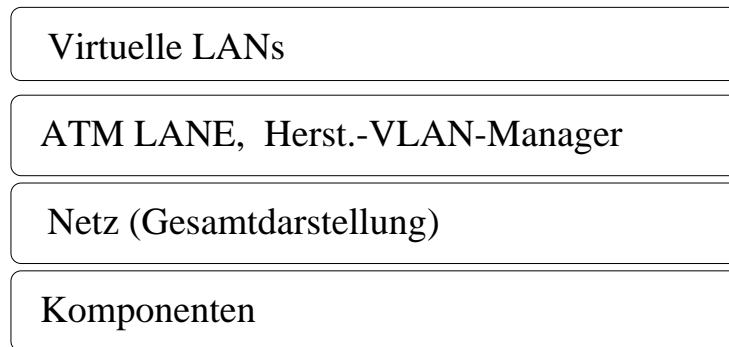 Virtuelle LANs
ATM LANE, Herst.-VLAN-Manager
Netz (Gesamtdarstellung)
Komponenten